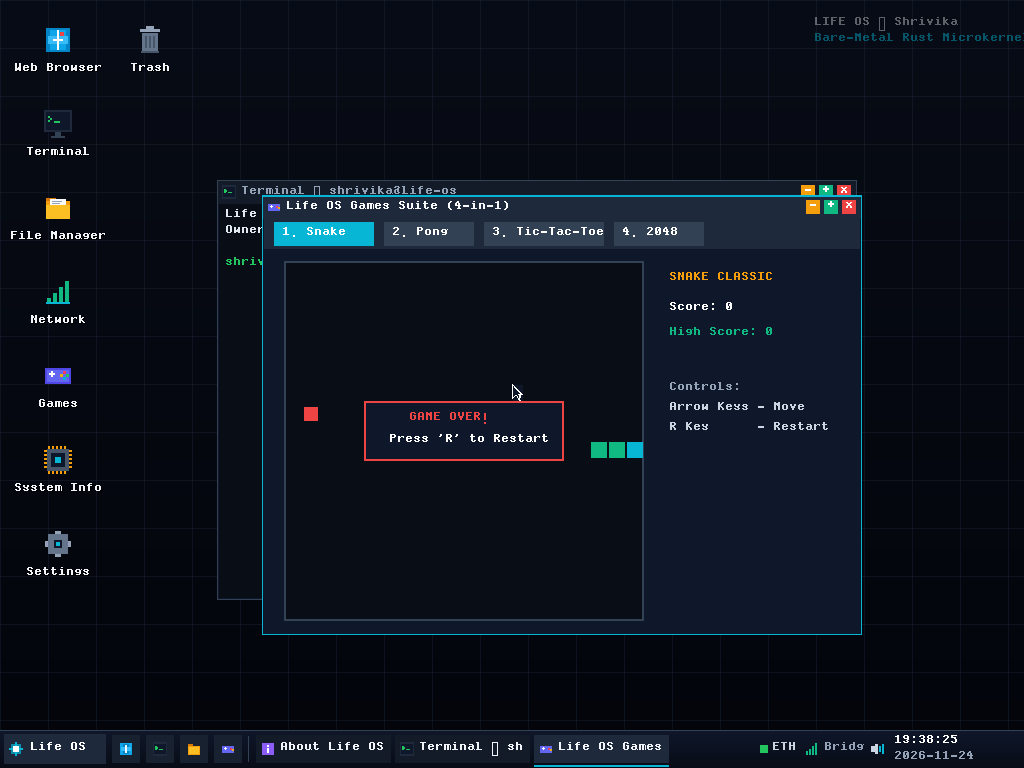 LIFE OS ▯ Shrivika
Bare-Metal Rust Microkerne
Web Browser
Trash
Terminal
File Manager
Network
Games
System Info
Settings
Terminal ▯ shrivika@life-os
Life
Owner
shriv
Life OS Games Suite (4-in-1)
1. Snake
2. Pong
3. Tic-Tac-Toe
4. 2048
SNAKE CLASSIC
Score: 0
High Score: 0
Controls:
Arrow Keys - Move
R Key - Restart
GAME OVER!
Press 'R' to Restart
Life OS
About Life OS
Terminal ▯ sh
Life OS Games
ETH
Bridg
19:38:25
2026-11-24